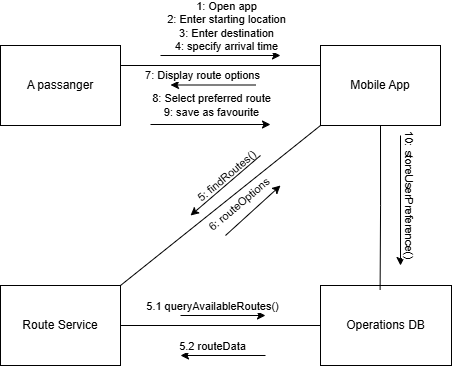 1: Open app
2: Enter starting location
3: Enter destination
4: specify arrival time
A passanger
7: Display route options
Mobile App
8: Select preferred route
9: save as favourite
10: storeUserPreference()
5: findRoutes()
6: routeOptions
5.1 queryAvailableRoutes()
Route Service
Operations DB
5.2 routeData